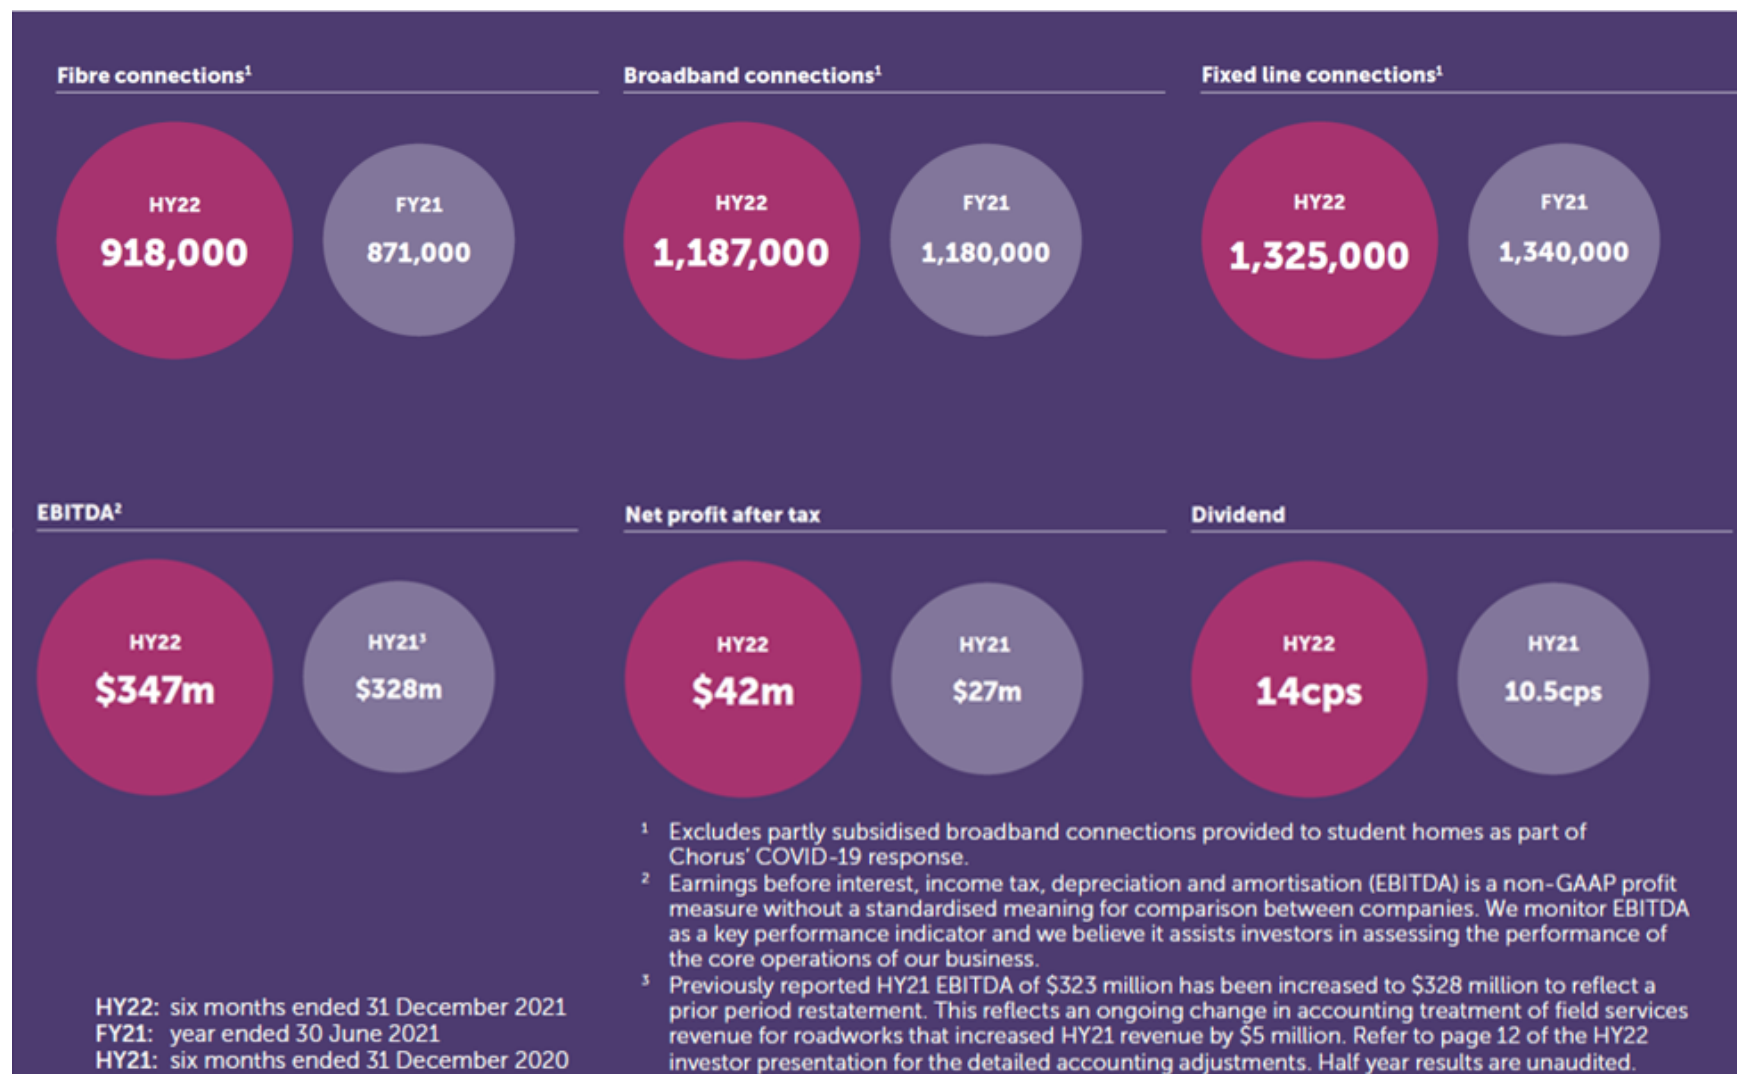 Fibre connections¹
Broadband connections¹
Fixed line connections¹
HY22
918,000
FY21
871,000
HY22
1,187,000
FY21
1,180,000
HY22
1,325,000
FY21
1,340,000
EBITDA²
Net profit after tax
Dividend
HY22
$347m
HY21³
$328m
HY22
$42m
HY21
$27m
HY22
14cps
HY21
10.5cps
¹ Excludes partly subsidised broadband connections provided to student homes as part of
Chorus’ COVID-19 response.
² Earnings before interest, income tax, depreciation and amortisation (EBITDA) is a non-GAAP profit
measure without a standardised meaning for comparison between companies. We monitor EBITDA
as a key performance indicator and we believe it assists investors in assessing the performance of
the core operations of our business.
³ Previously reported HY21 EBITDA of $323 million has been increased to $328 million to reflect a
prior period restatement. This reflects an ongoing change in accounting treatment of field services
revenue for roadworks that increased HY21 revenue by $5 million. Refer to page 12 of the HY22
investor presentation for the detailed accounting adjustments. Half year results are unaudited.
HY22: six months ended 31 December 2021
FY21: year ended 30 June 2021
HY21: six months ended 31 December 2020